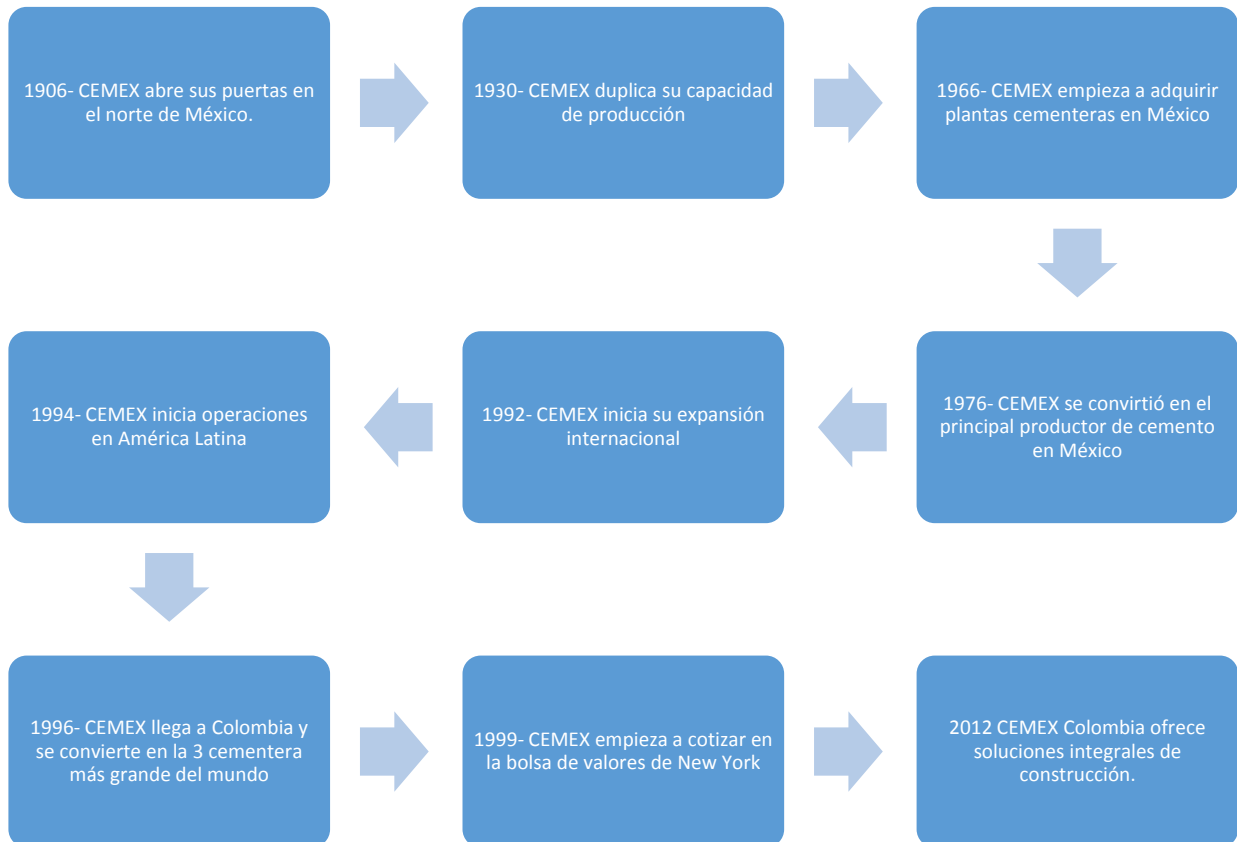 1906- CEMEX abre sus puertas en
el norte de México.
1930- CEMEX duplica su capacidad
de producción
1966- CEMEX empieza a adquirir
plantas cementeras en México
1976- CEMEX se convirtió en el
principal productor de cemento
en México
1992- CEMEX inicia su expansión
internacional
1994- CEMEX inicia operaciones
en América Latina
1996- CEMEX llega a Colombia y
se convierte en la 3 cementera
más grande del mundo
1999- CEMEX empieza a cotizar en
la bolsa de valores de New York
2012 CEMEX Colombia ofrece
soluciones integrales de
construcción.